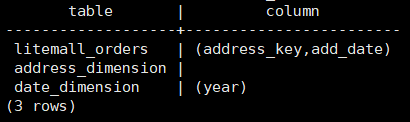 table | column
-------------------+-------------------------
litemall_orders | (address_key,add_date)
address_dimension |
date_dimension | (year)
(3 rows)